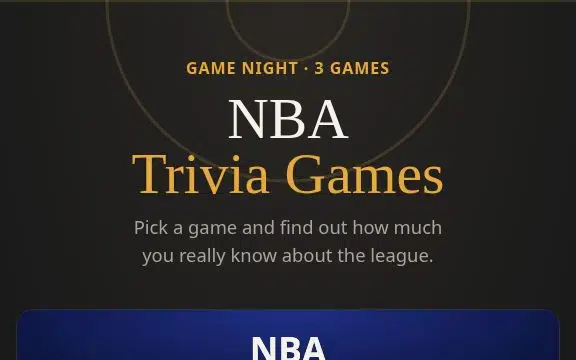 GAME NIGHT · 3 GAMES
NBA
Trivia Games
Pick a game and find out how much
you really know about the league.
NBA